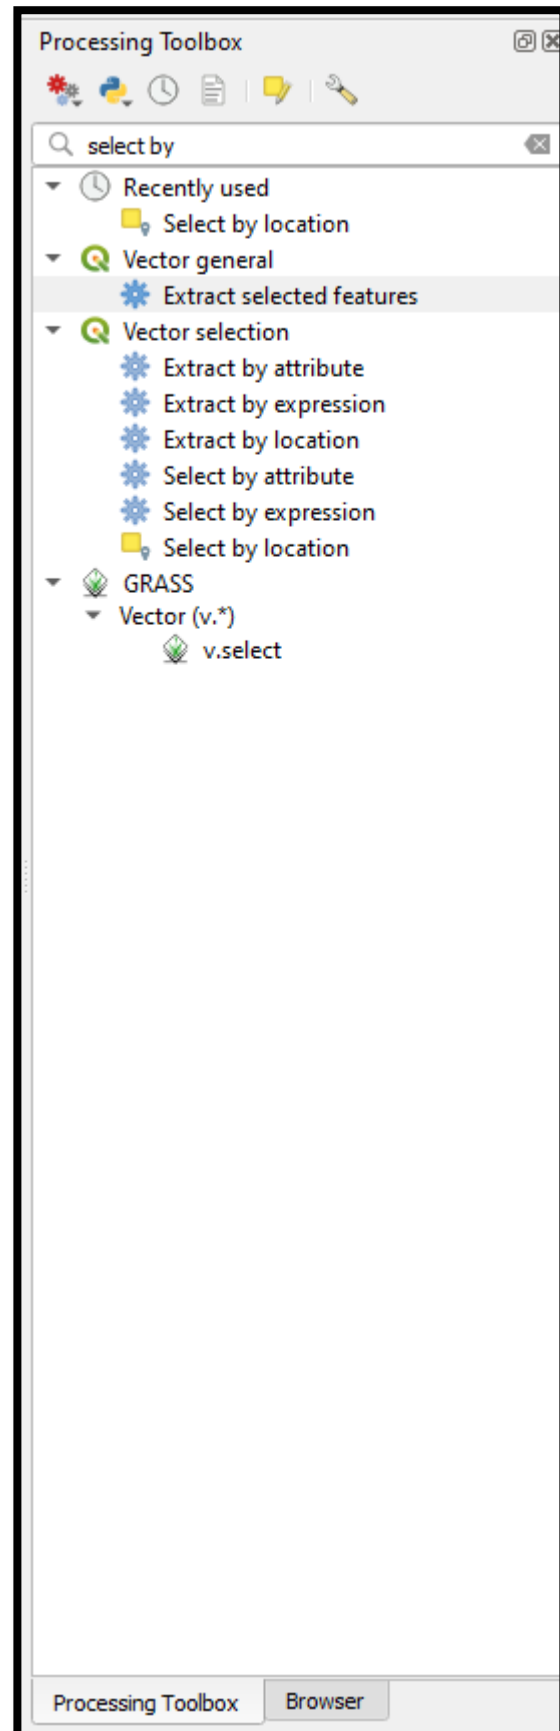 Processing Toolbox
select by
Recently used
Select by location
Vector general
Extract selected features
Vector selection
Extract by attribute
Extract by expression
Extract by location
Select by attribute
Select by expression
Select by location
GRASS
Vector (v.*)
v.select
Processing Toolbox Browser